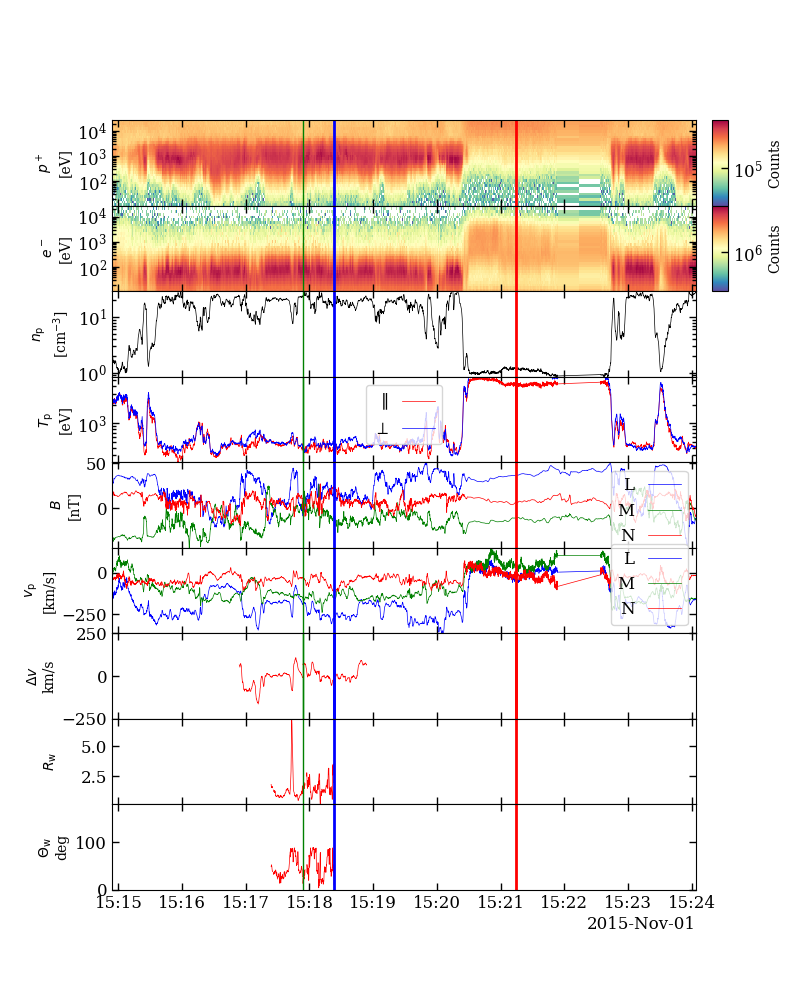 10⁴
10³
10²
p⁺
[eV]
10⁵
Counts
10⁴
10³
10²
e⁻
[eV]
10⁶
Counts
10¹
10⁰
nₚ
[cm⁻³]
10³
Tₚ
[eV]
∥
⊥
50
0
B
[nT]
L
M
N
0
−250
vₚ
[km/s]
L
M
N
250
0
−250
Δv
km/s
5.0
2.5
R_w
100
0
Θ_w
deg
15:15 15:16 15:17 15:18 15:19 15:20 15:21 15:22 15:23 15:24
2015-Nov-01